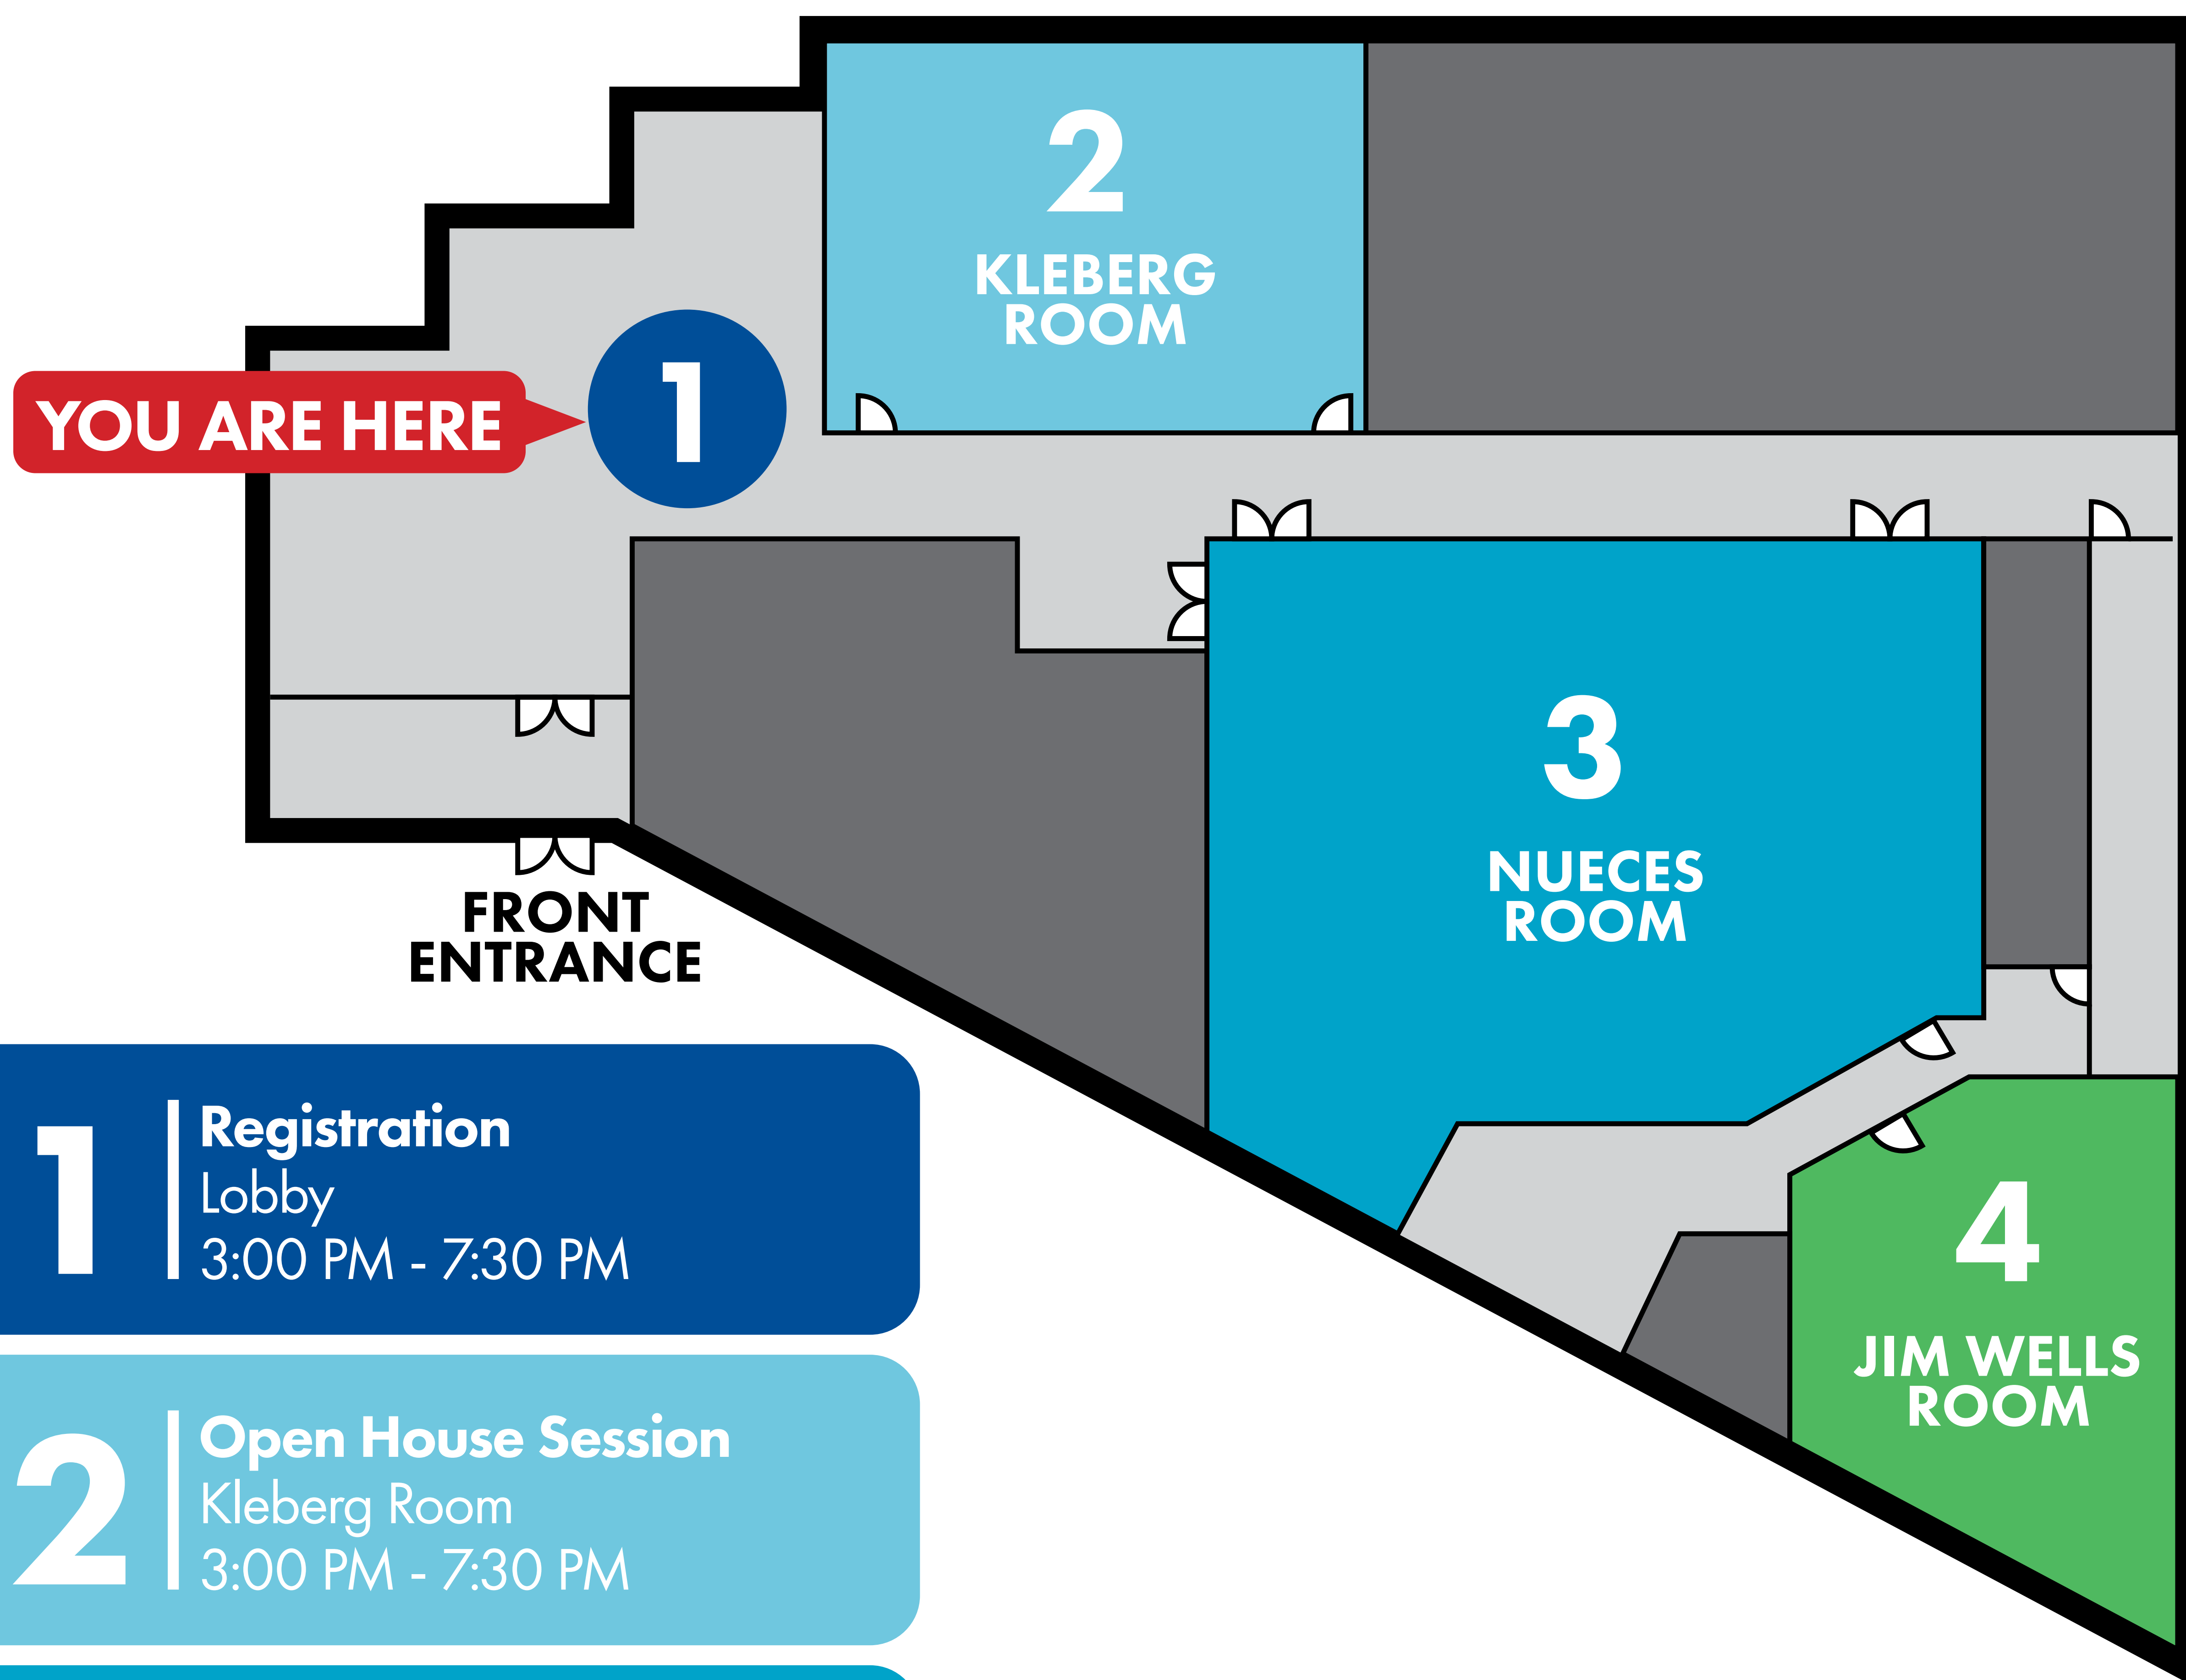 2
KLEBERG
ROOM
YOU ARE HERE
1
3
NUECES
ROOM
FRONT
ENTRANCE
4
JIM WELLS
ROOM
1
Registration
Lobby
3:00 PM - 7:30 PM
2
Open House Session
Kleberg Room
3:00 PM - 7:30 PM